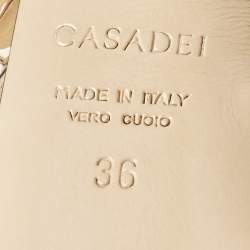 CASADEI
MADE IN ITALY
VERO CUOIO
36